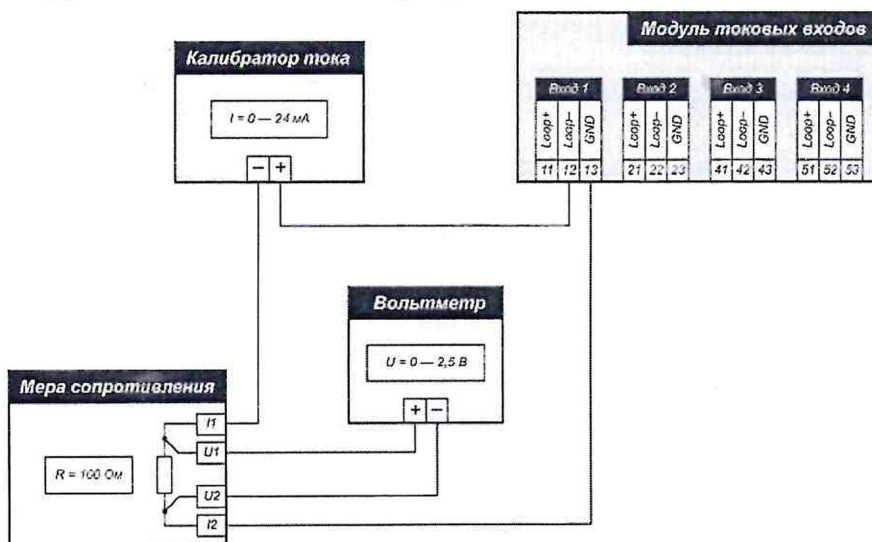 Модуль токовых входов
Калибратор тока
I = 0 — 24 мА
− +
Вход 1 Вход 2 Вход 3 Вход 4
Loop+ Loop− GND Loop+ Loop− GND Loop+ Loop− GND Loop+ Loop− GND
11 12 13 21 22 23 41 42 43 51 52 53
Вольтметр
U = 0 — 2,5 В
+ −
Мера сопротивления
R = 100 Ом
I1
U1
U2
I2